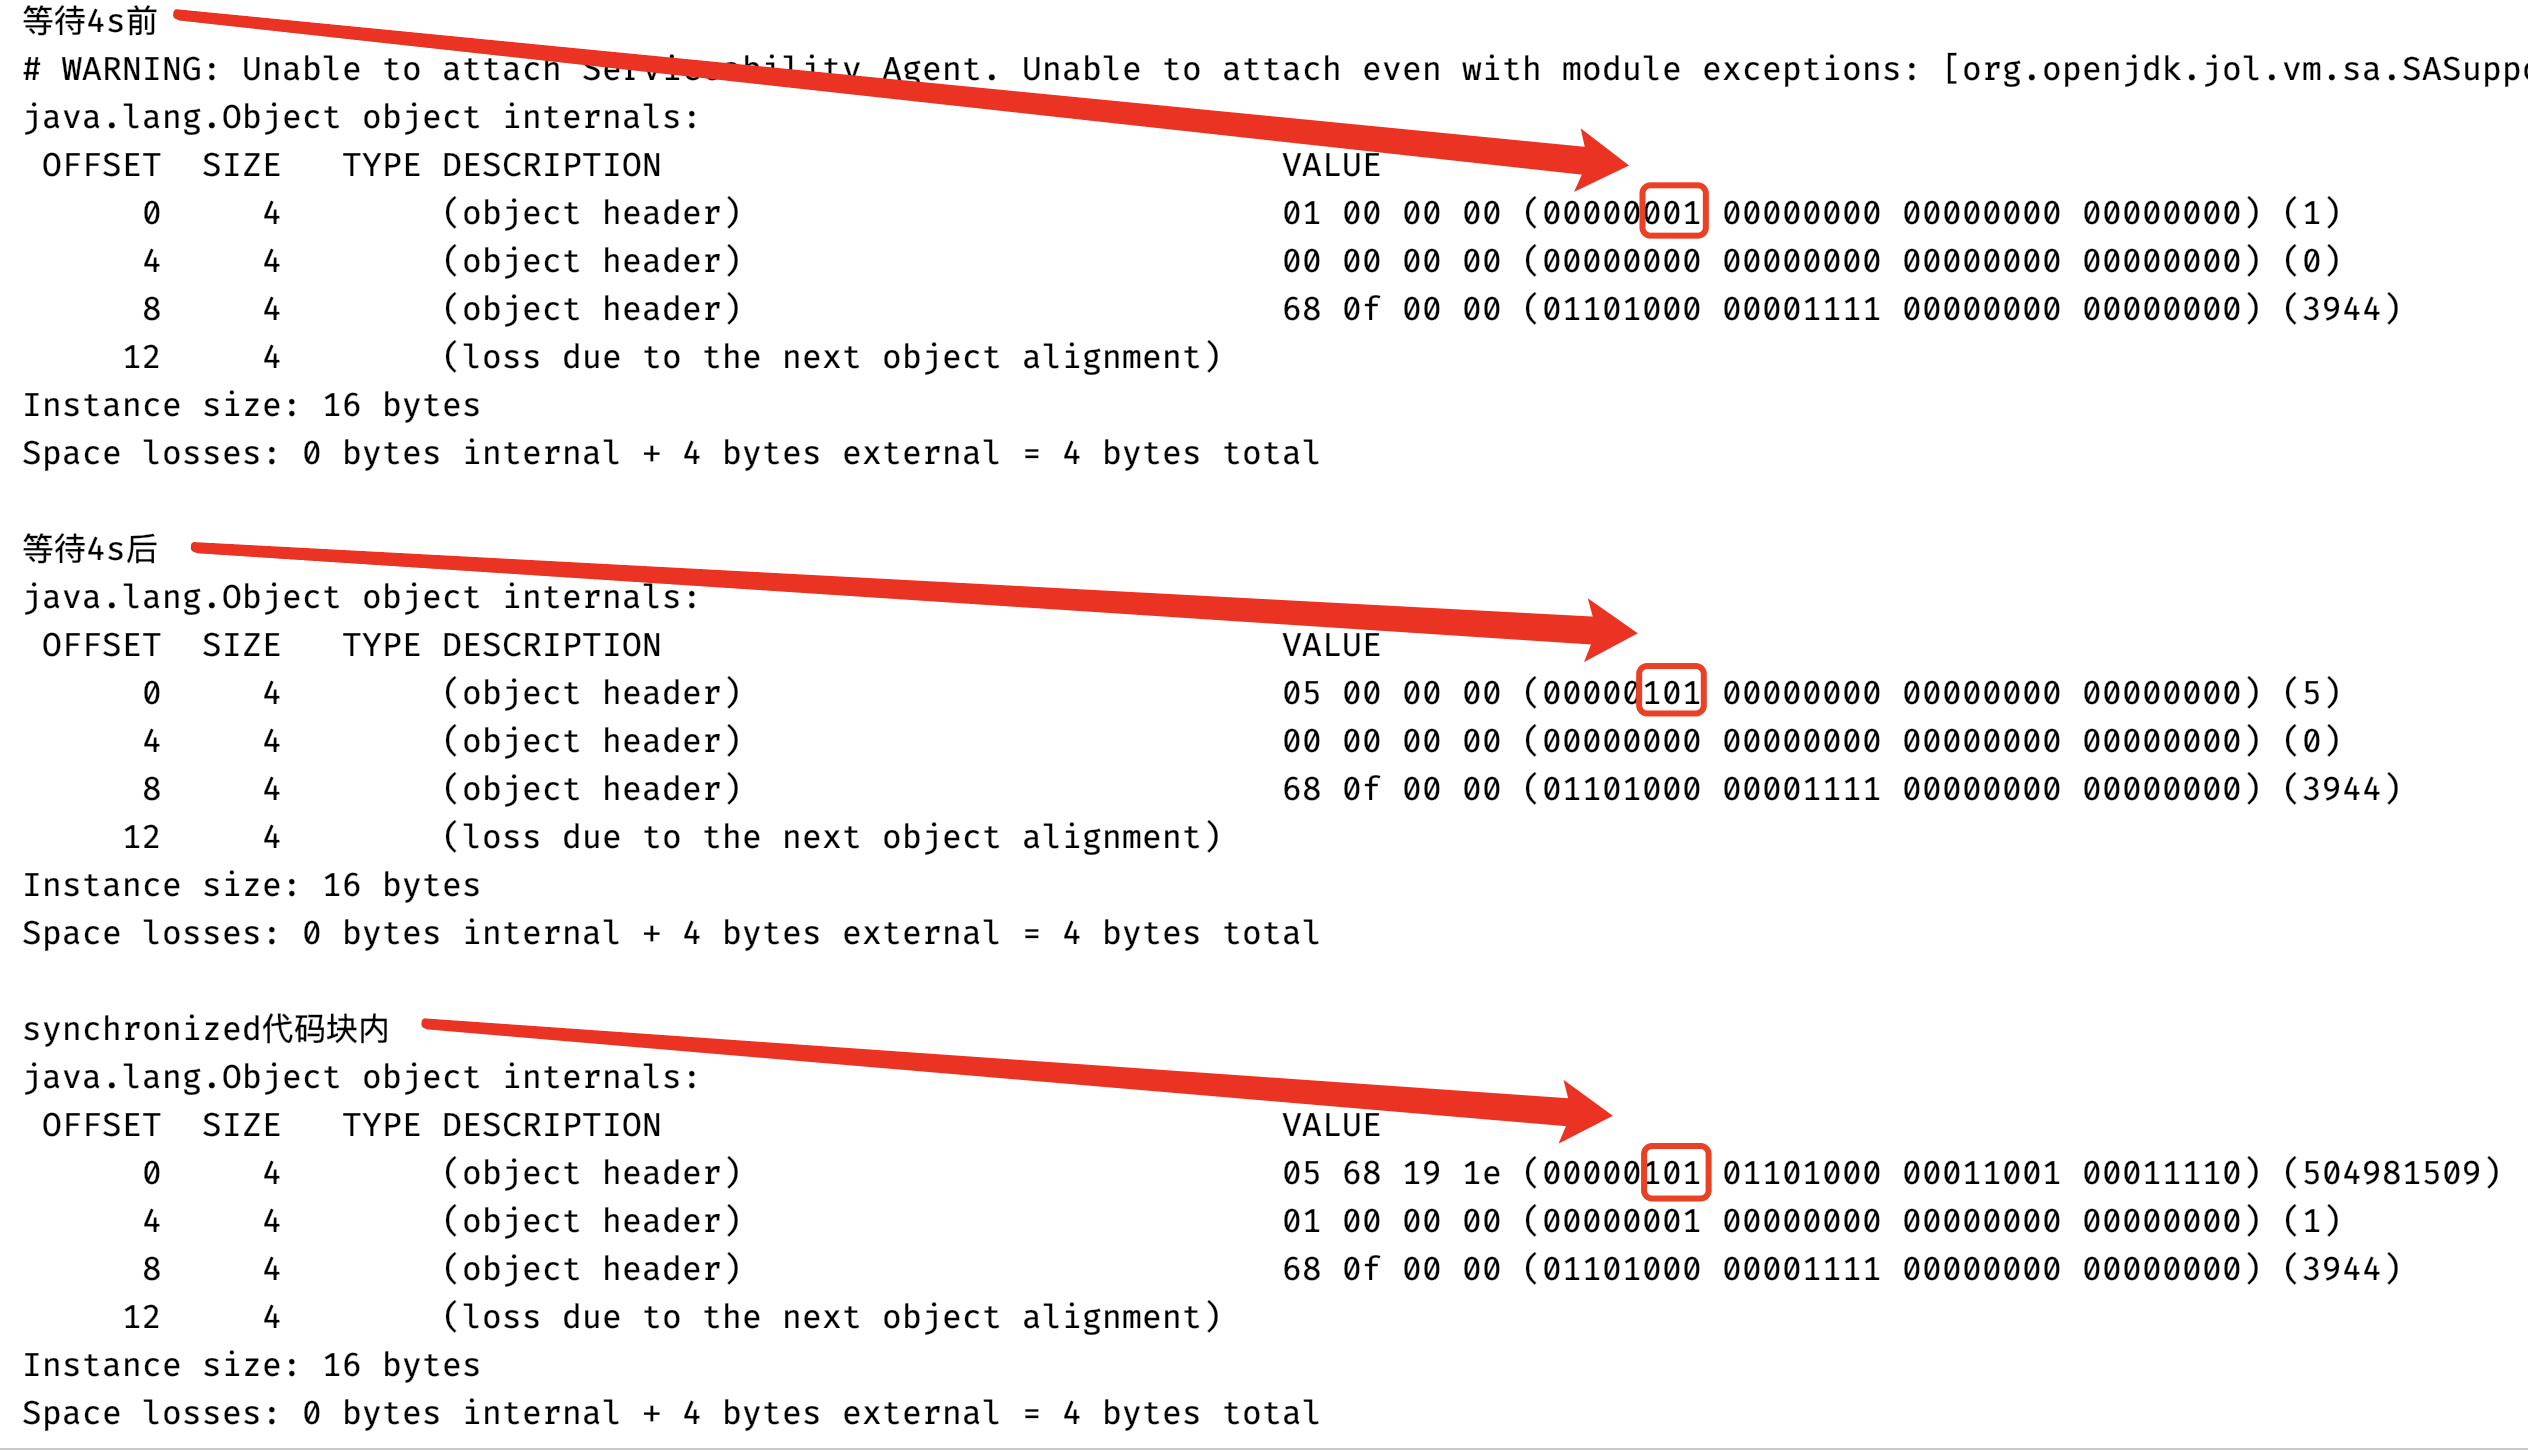 等待4s前
# WARNING: Unable to attach Serviceability Agent. Unable to attach even with module exceptions: [org.openjdk.jol.vm.sa.SASuppo
java.lang.Object object internals:
 OFFSET  SIZE   TYPE DESCRIPTION                               VALUE
      0     4        (object header)                           01 00 00 00 (00000001 00000000 00000000 00000000) (1)
      4     4        (object header)                           00 00 00 00 (00000000 00000000 00000000 00000000) (0)
      8     4        (object header)                           68 0f 00 00 (01101000 00001111 00000000 00000000) (3944)
     12     4        (loss due to the next object alignment)
Instance size: 16 bytes
Space losses: 0 bytes internal + 4 bytes external = 4 bytes total
等待4s后
java.lang.Object object internals:
 OFFSET  SIZE   TYPE DESCRIPTION                               VALUE
      0     4        (object header)                           05 00 00 00 (00000101 00000000 00000000 00000000) (5)
      4     4        (object header)                           00 00 00 00 (00000000 00000000 00000000 00000000) (0)
      8     4        (object header)                           68 0f 00 00 (01101000 00001111 00000000 00000000) (3944)
     12     4        (loss due to the next object alignment)
Instance size: 16 bytes
Space losses: 0 bytes internal + 4 bytes external = 4 bytes total
synchronized代码块内
java.lang.Object object internals:
 OFFSET  SIZE   TYPE DESCRIPTION                               VALUE
      0     4        (object header)                           05 68 19 1e (00000101 01101000 00011001 00011110) (504981509)
      4     4        (object header)                           01 00 00 00 (00000001 00000000 00000000 00000000) (1)
      8     4        (object header)                           68 0f 00 00 (01101000 00001111 00000000 00000000) (3944)
     12     4        (loss due to the next object alignment)
Instance size: 16 bytes
Space losses: 0 bytes internal + 4 bytes external = 4 bytes total